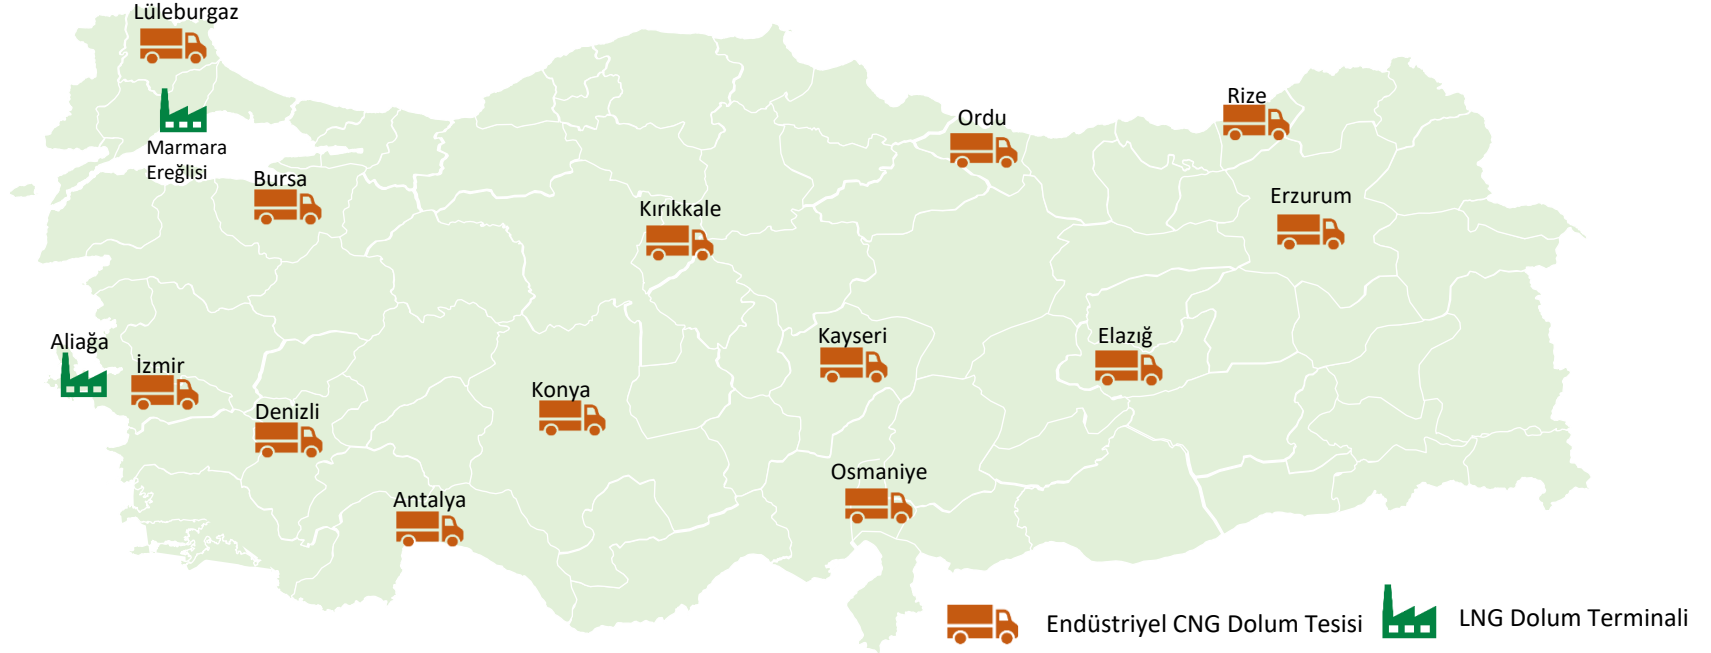 Lüleburgaz
Marmara
Ereğlisi
Bursa
Kırıkkale
Ordu
Rize
Erzurum
Aliağa
İzmir
Denizli
Konya
Kayseri
Elazığ
Antalya
Osmaniye
Endüstriyel CNG Dolum Tesisi
LNG Dolum Terminali